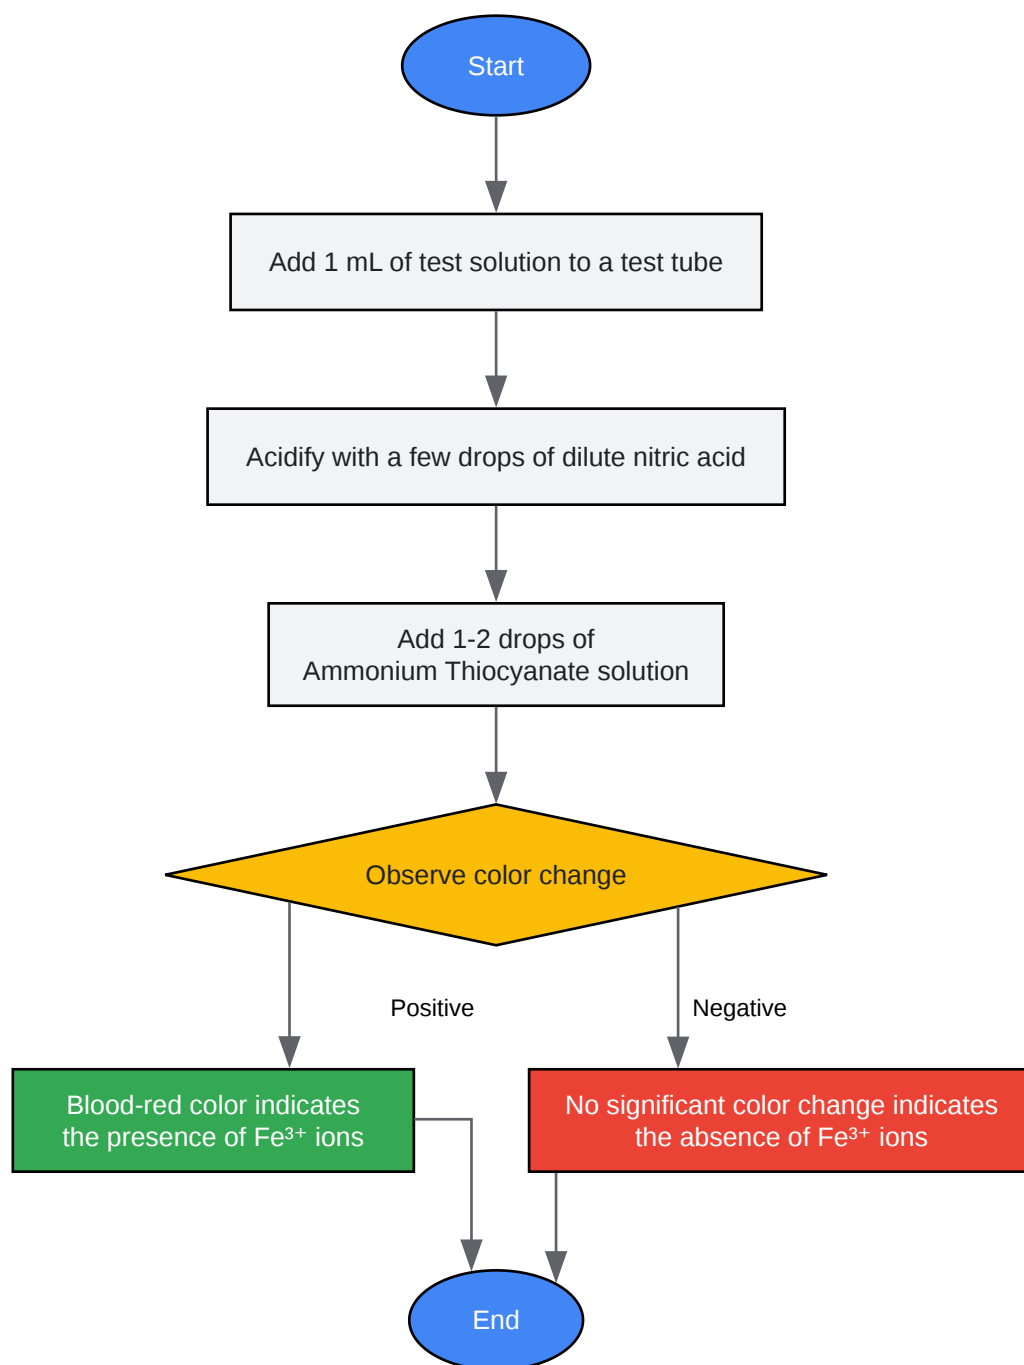 Start
Add 1 mL of test solution to a test tube
Acidify with a few drops of dilute nitric acid
Add 1-2 drops of
Ammonium Thiocyanate solution
Observe color change
Positive
Negative
Blood-red color indicates
the presence of Fe³⁺ ions
No significant color change indicates
the absence of Fe³⁺ ions
End